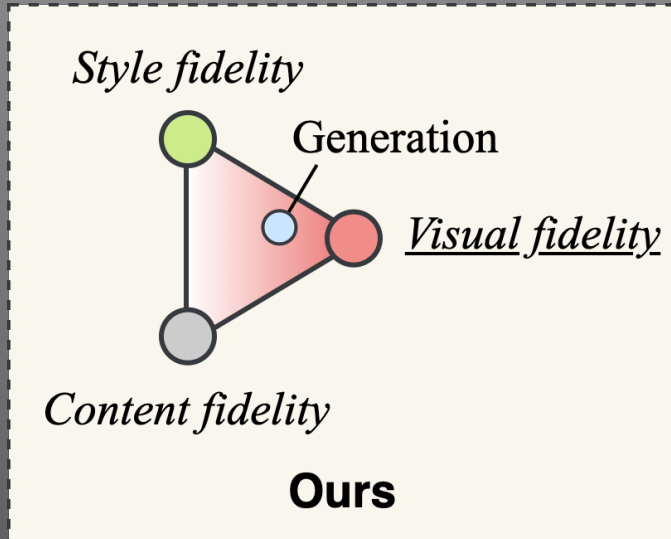 Style fidelity
Generation
Visual fidelity
Content fidelity
Ours